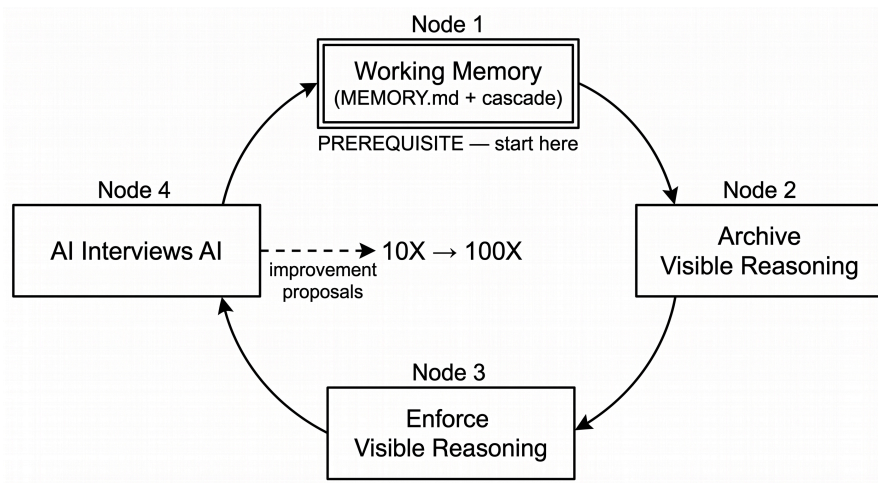 Node 1
Working Memory
(MEMORY.md + cascade)
PREREQUISITE — start here
Node 4
AI Interviews AI
improvement
proposals
10X → 100X
Node 2
Archive
Visible Reasoning
Node 3
Enforce
Visible Reasoning